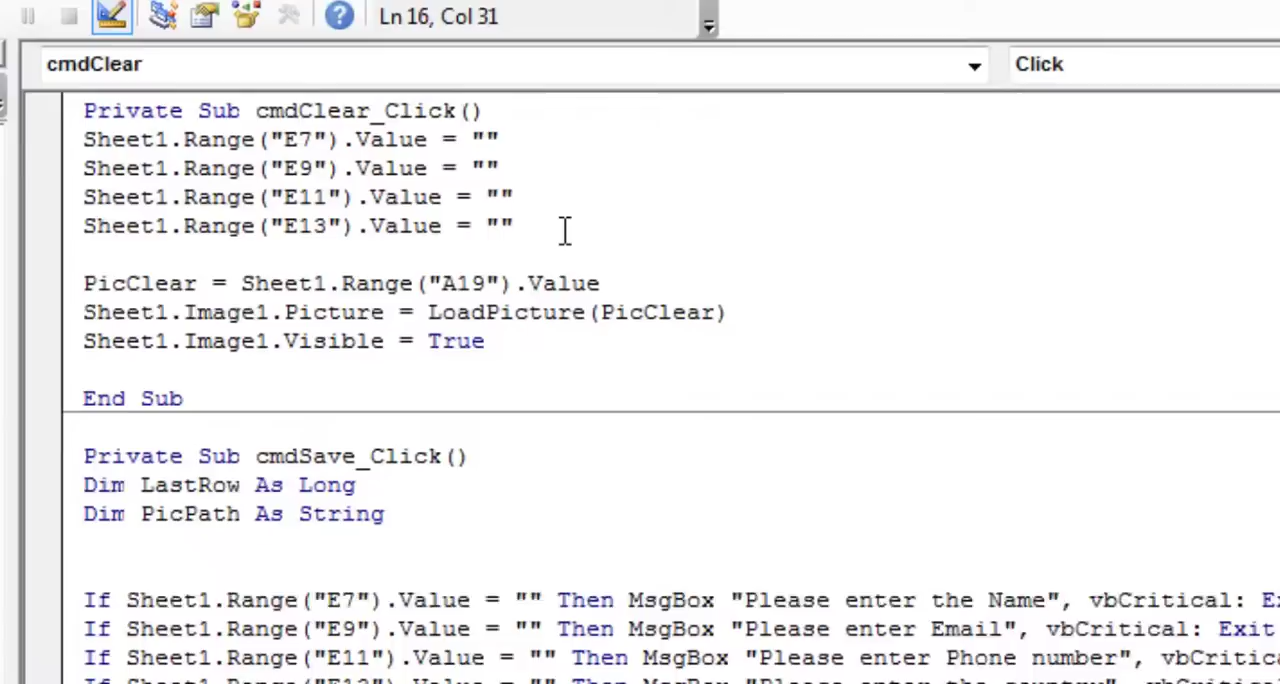 Ln 16, Col 31
cmdClear Click
Private Sub cmdClear_Click()
Sheet1.Range("E7").Value = ""
Sheet1.Range("E9").Value = ""
Sheet1.Range("E11").Value = ""
Sheet1.Range("E13").Value = ""
PicClear = Sheet1.Range("A19").Value
Sheet1.Image1.Picture = LoadPicture(PicClear)
Sheet1.Image1.Visible = True
End Sub
Private Sub cmdSave_Click()
Dim LastRow As Long
Dim PicPath As String
If Sheet1.Range("E7").Value = "" Then MsgBox "Please enter the Name", vbCritical:
If Sheet1.Range("E9").Value = "" Then MsgBox "Please enter Email", vbCritical: Exit
If Sheet1.Range("E11").Value = "" Then MsgBox "Please enter Phone number",